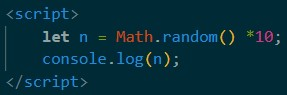 <script>
let n = Math.random() *10;
console.log(n);
</script>